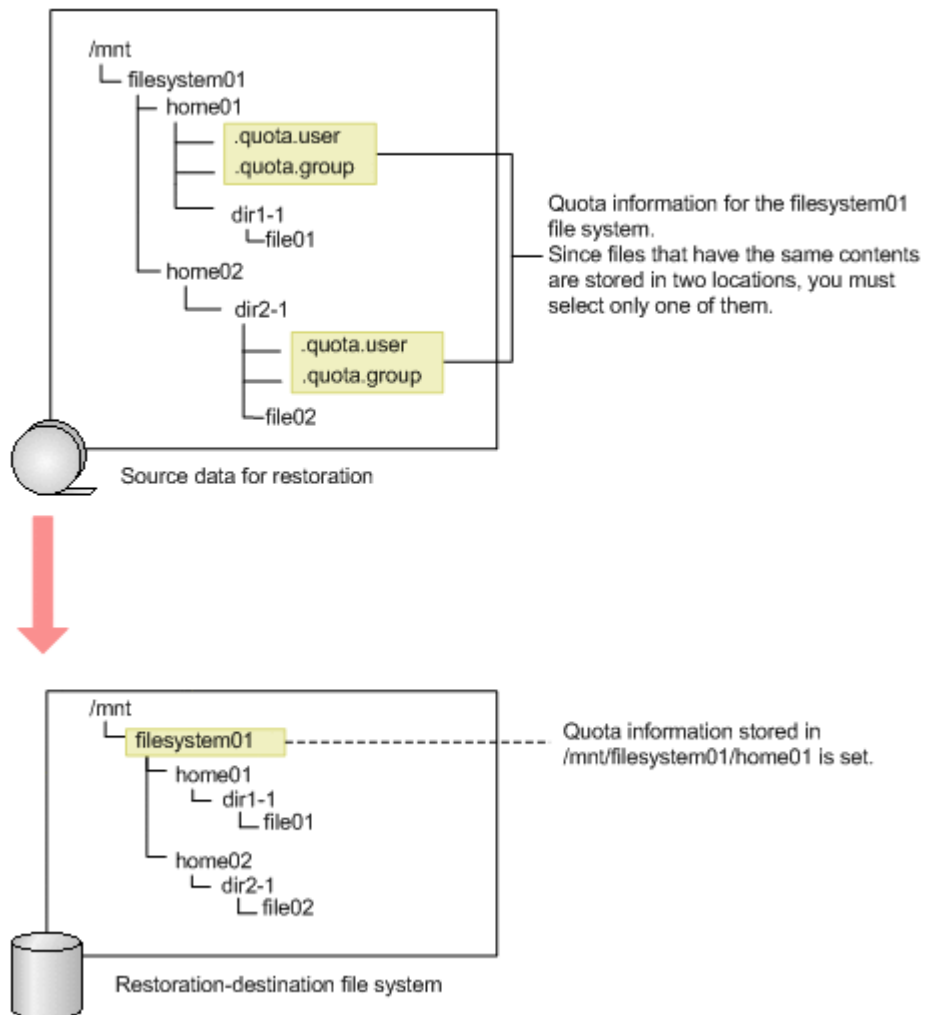 /mnt
filesystem01
home01
.quota.user
.quota.group
dir1-1
file01
home02
dir2-1
.quota.user
.quota.group
file02
Quota information for the filesystem01
file system.
Since files that have the same contents
are stored in two locations, you must
select only one of them.
Source data for restoration
/mnt
filesystem01
home01
dir1-1
file01
home02
dir2-1
file02
Quota information stored in
/mnt/filesystem01/home01 is set.
Restoration-destination file system